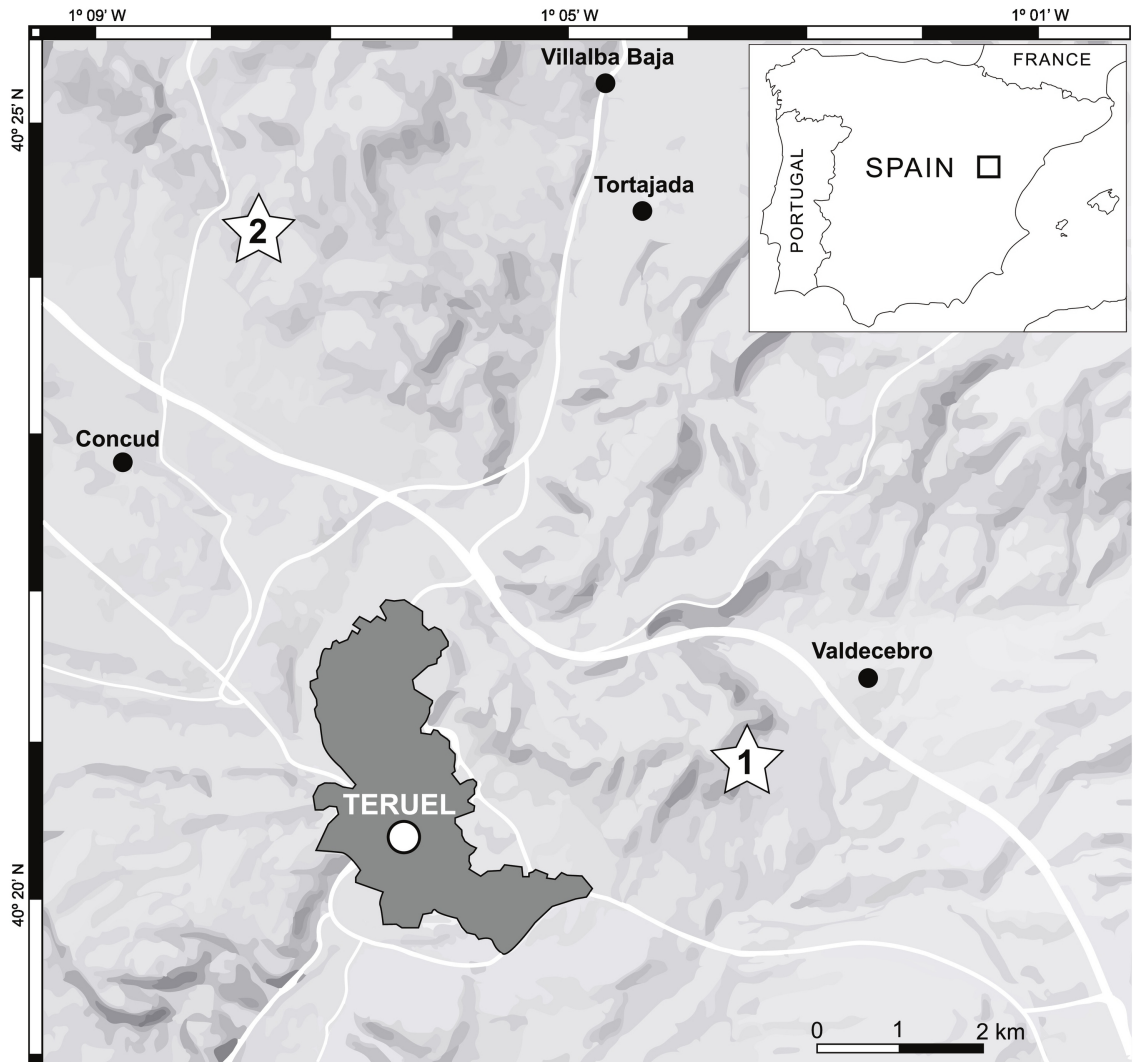 1º 09' W
1º 05' W
1º 01' W
40º 25' N
40º 20' N
Villalba Baja
Tortajada
2
Concud
Valdecebro
1
TERUEL
FRANCE
SPAIN
PORTUGAL
0 1 2 km